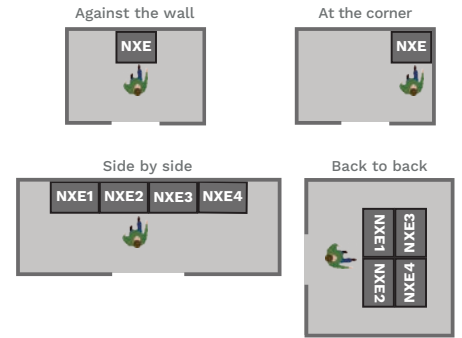 Against the wall
At the corner
NXE
NXE
Side by side
Back to back
NXE1 NXE2 NXE3 NXE4
NXE1 NXE3
NXE2 NXE4